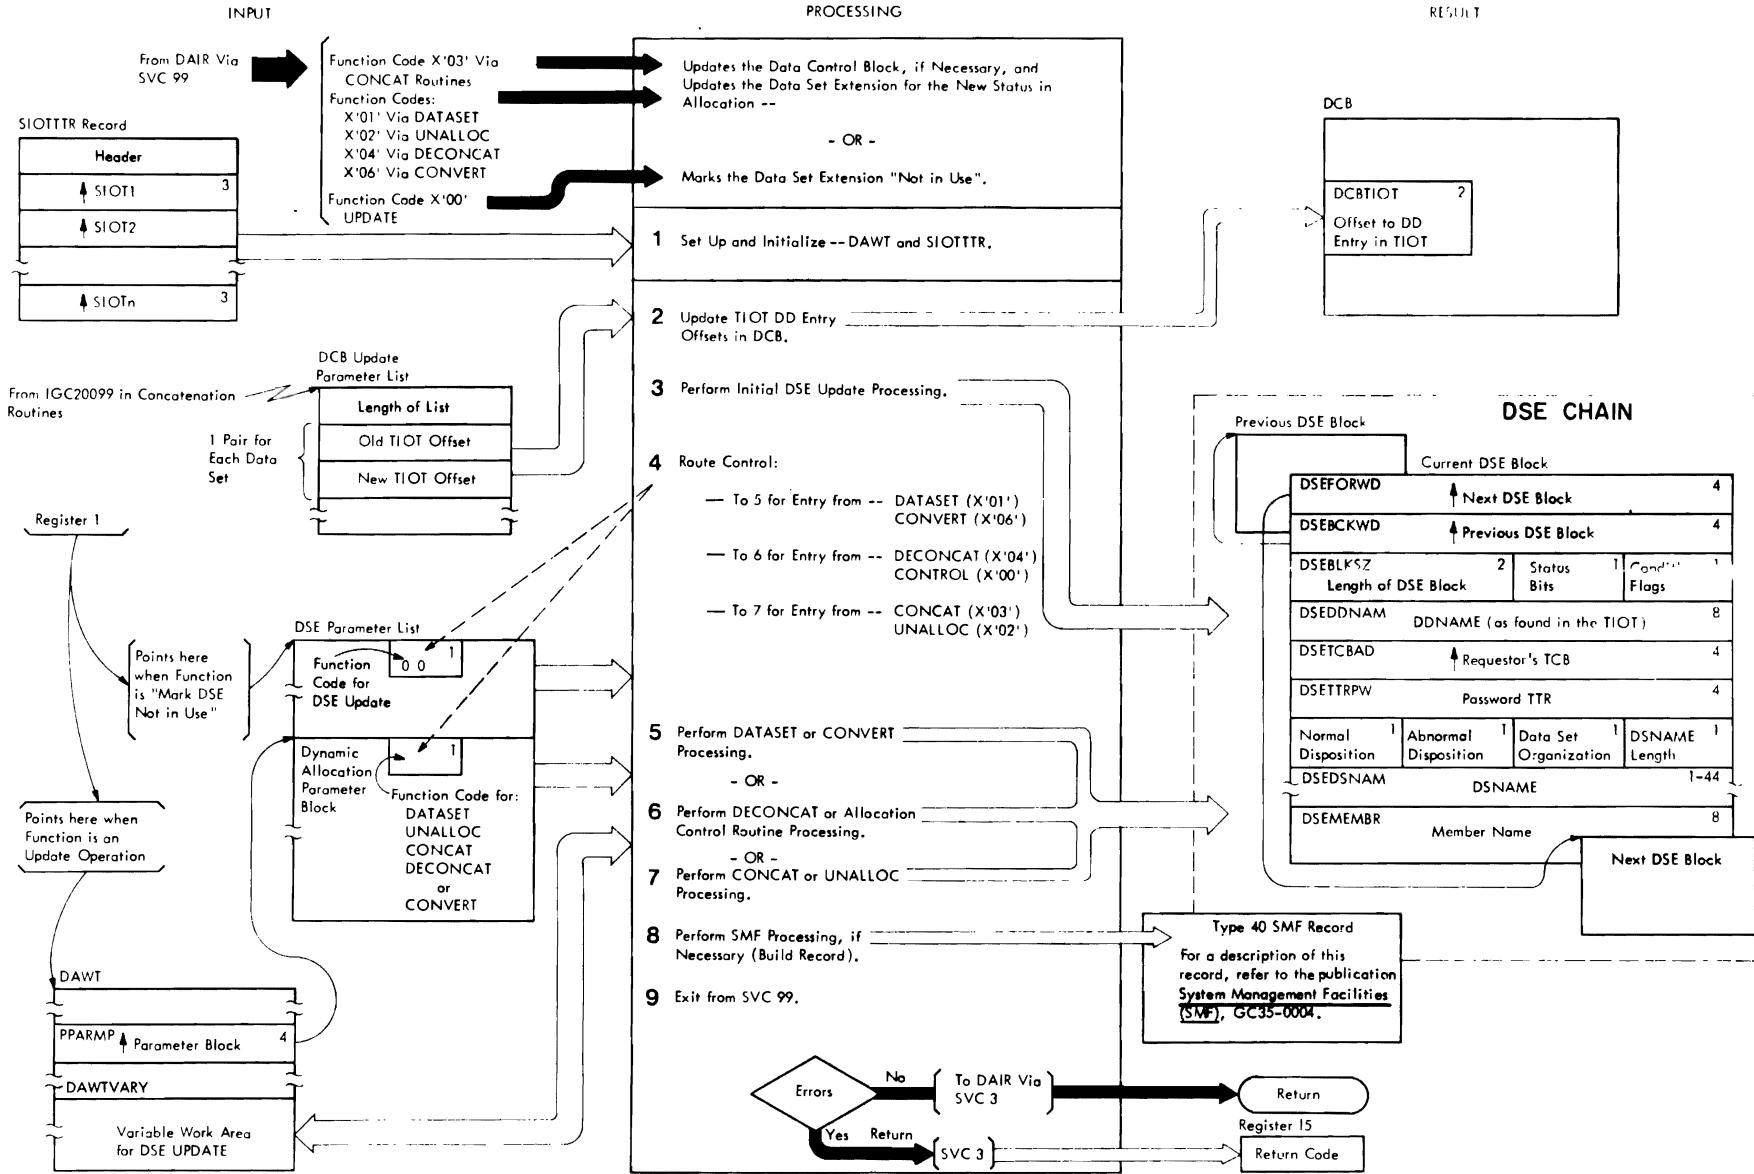 INPUT
PROCESSING
RESULT
From DAIR Via
SVC 99
Function Code X'03' Via
CONCAT Routines
Function Codes:
X'01' Via DATASET
X'02' Via UNALLOC
X'04' Via DECONCAT
X'06' Via CONVERT
Function Code X'00'
UPDATE
Updates the Data Control Block, if Necessary, and
Updates the Data Set Extension for the New Status in
Allocation --
- OR -
Marks the Data Set Extension "Not in Use".
SIOTTTR Record
Header
SIOT1 3
SIOT2
SIOTn 3
1 Set Up and Initialize -- DAWT and SIOTTTR.
DCB
DCBTIOT 2
Offset to DD
Entry in TIOT
2 Update TIOT DD Entry
Offsets in DCB.
DCB Update
Parameter List
From IGC20099 in Concatenation
Routines
Length of List
1 Pair for
Each Data
Set
Old TIOT Offset
New TIOT Offset
3 Perform Initial DSE Update Processing.
4 Route Control:
— To 5 for Entry from -- DATASET (X'01')
CONVERT (X'06')
— To 6 for Entry from -- DECONCAT (X'04')
CONTROL (X'00')
— To 7 for Entry from -- CONCAT (X'03')
UNALLOC (X'02')
DSE CHAIN
Previous DSE Block
Current DSE Block
DSEFORWD Next DSE Block 4
DSEBCKWD Previous DSE Block 4
DSEBLKSZ 2
Length of DSE Block
Status 1
Bits
Flags
DSEDDNAM DDNAME (as found in the TIOT) 8
DSETCBAD Requestor's TCB 4
DSETTRPW Password TTR 4
Normal 1
Disposition
Abnormal 1
Disposition
Data Set 1
Organization
DSNAME 1
Length
DSEDSNAM DSNAME 1-44
DSEMEMBR Member Name 8
Next DSE Block
Register 1
Points here
when Function
is "Mark DSE
Not in Use"
DSE Parameter List
Function
Code for
DSE Update
1
0 0
Dynamic
Allocation
Parameter
Block
1
Function Code for:
DATASET
UNALLOC
CONCAT
DECONCAT
or
CONVERT
Points here when
Function is an
Update Operation
5 Perform DATASET or CONVERT
Processing.
- OR -
6 Perform DECONCAT or Allocation
Control Routine Processing.
- OR -
7 Perform CONCAT or UNALLOC
Processing.
8 Perform SMF Processing, if
Necessary (Build Record).
9 Exit from SVC 99.
Type 40 SMF Record
For a description of this
record, refer to the publication
System Management Facilities
(SMF), GC35-0004.
DAWT
PPARMP Parameter Block 4
DAWTVARY
Variable Work Area
for DSE UPDATE
Errors
No
To DAIR Via
SVC 3
Return
Yes Return
SVC 3
Register 15
Return Code